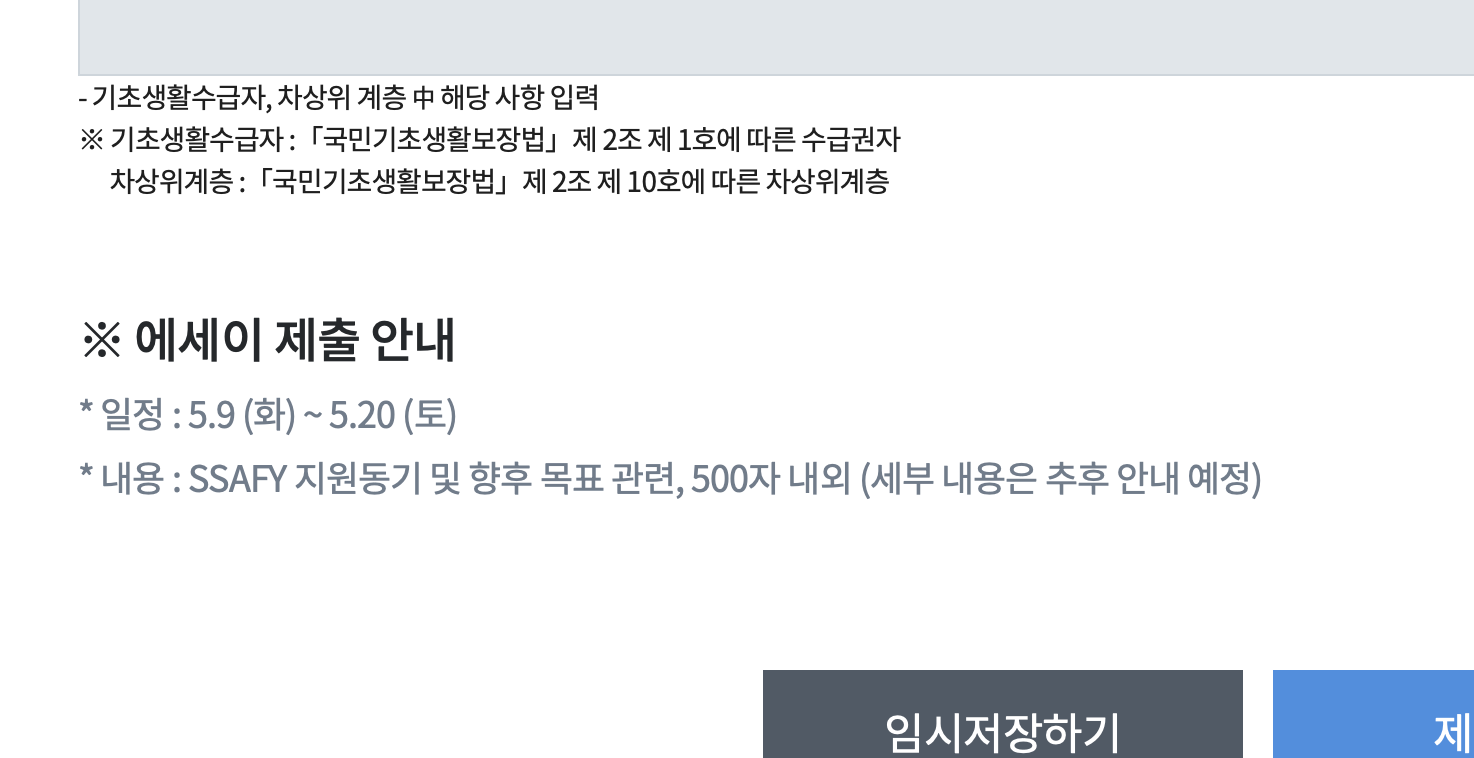 - 기초생활수급자, 차상위 계층 中 해당 사항 입력
※ 기초생활수급자 :「국민기초생활보장법」제 2조 제 1호에 따른 수급권자
차상위계층 :「국민기초생활보장법」제 2조 제 10호에 따른 차상위계층
※ 에세이 제출 안내
* 일정 : 5.9 (화) ~ 5.20 (토)
* 내용 : SSAFY 지원동기 및 향후 목표 관련, 500자 내외 (세부 내용은 추후 안내 예정)
임시저장하기
제